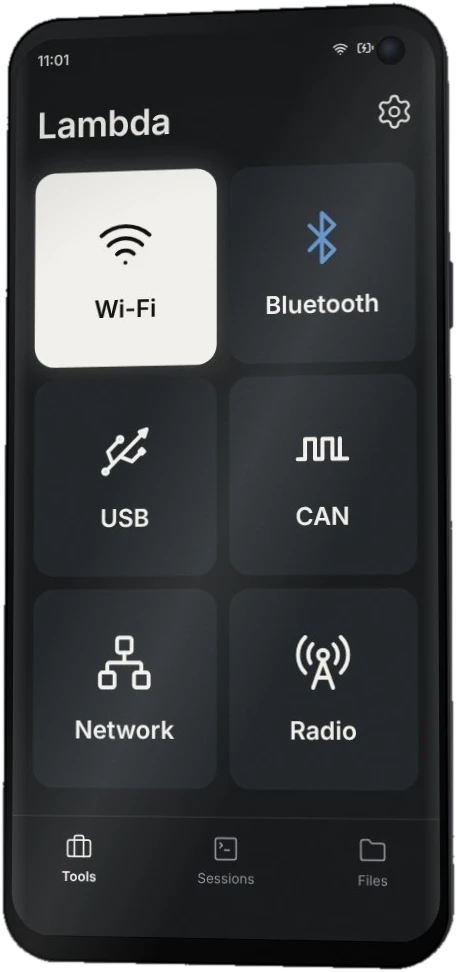 11:01
Lambda
Wi-Fi
Bluetooth
USB
CAN
Network
Radio
Tools
Sessions
Files